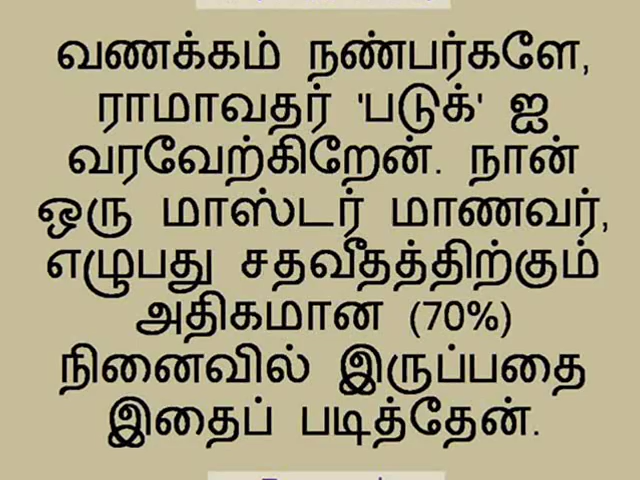 வணக்கம் நண்பர்களே,
ராமாவதர் 'படுக்' ஐ
வரவேற்கிறேன். நான்
ஒரு மாஸ்டர் மாணவர்,
எழுபது சதவீதத்திற்கும்
அதிகமான (70%)
நினைவில் இருப்பதை
இதைப் படித்தேன்.